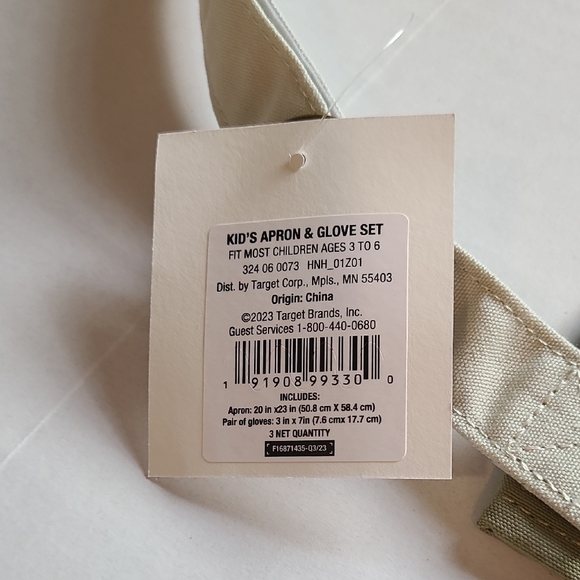 KID'S APRON & GLOVE SET
FIT MOST CHILDREN AGES 3 TO 6
324 06 0073 HNH_01Z01
Dist. by Target Corp., Mpls., MN 55403
Origin: China
©2023 Target Brands, Inc.
Guest Services 1-800-440-0680
1 91908 99330 0
INCLUDES:
Apron: 20 in x23 in (50.8 cm X 58.4 cm)
Pair of gloves: 3 in x 7in (7.6 cmx 17.7 cm)
3 NET QUANTITY
F16871435-Q3/23